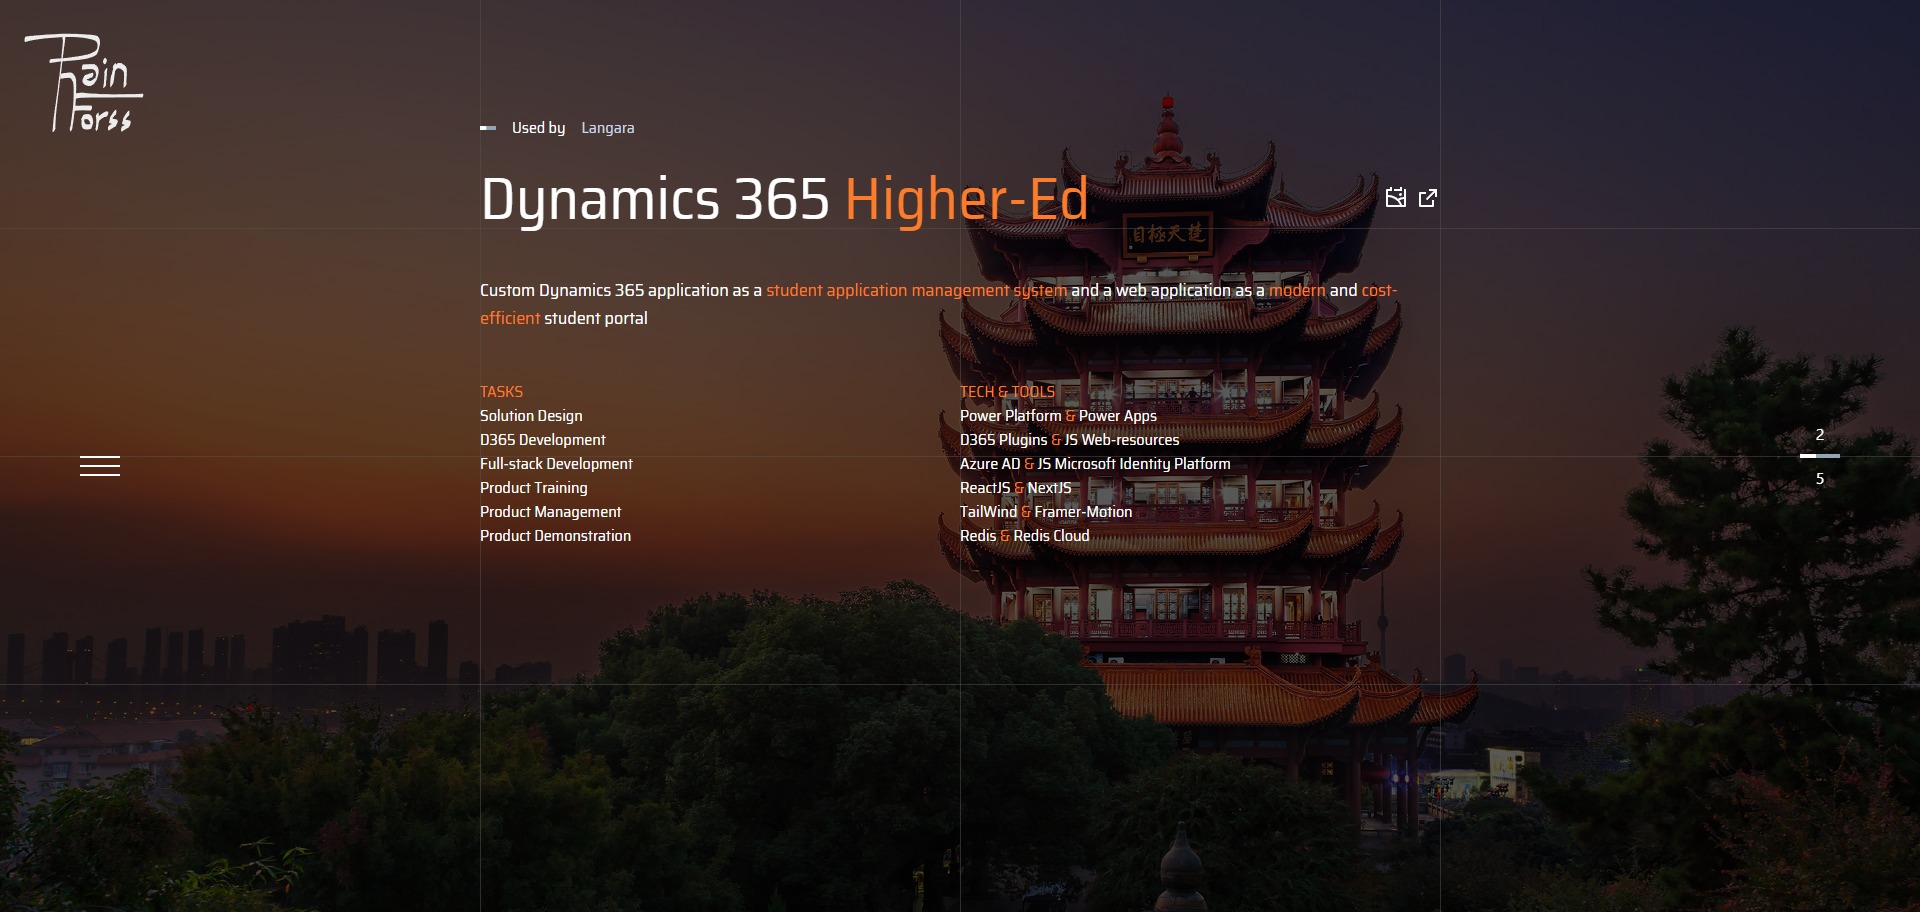 Rain
Forss
Used by Langara
Dynamics 365 Higher-Ed
目極天楚
Custom Dynamics 365 application as a student application management system and a web application as a modern and cost-
efficient student portal
TASKS
Solution Design
D365 Development
Full-stack Development
Product Training
Product Management
Product Demonstration
TECH & TOOLS
Power Platform & Power Apps
D365 Plugins & JS Web-resources
Azure AD & JS Microsoft Identity Platform
ReactJS & NextJS
TailWind & Framer-Motion
Redis & Redis Cloud
2
5